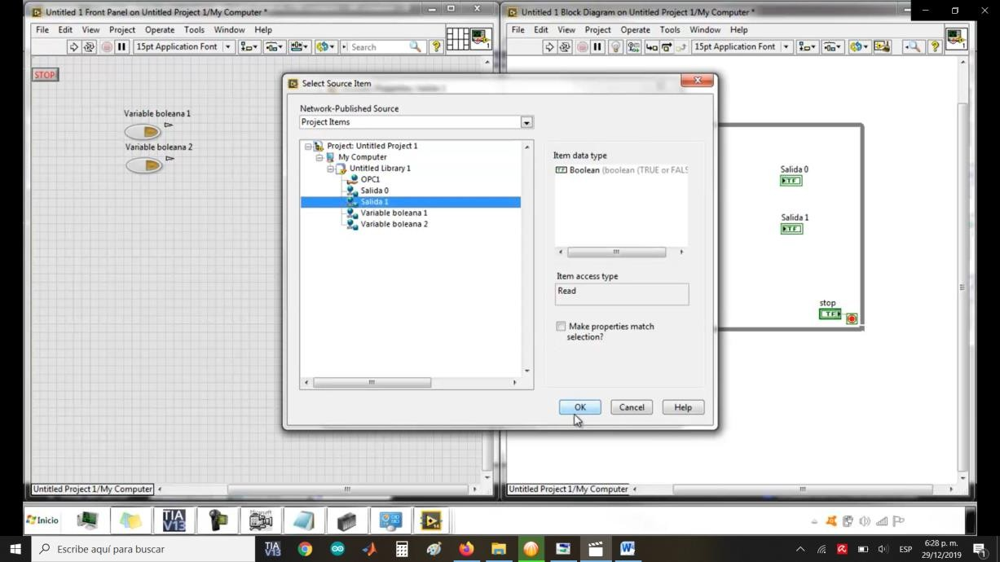 Untitled 1 Front Panel on Untitled Project 1/My Computer *
File Edit View Project Operate Tools Window Help
15pt Application Font
Search
STOP
Variable boleana 1
Variable boleana 2
Untitled Project 1/My Computer
Untitled 1 Block Diagram on Untitled Project 1/My Computer *
File Edit View Project Operate Tools Window Help
15pt Application Font
Salida 0
TF
Salida 1
TF
stop
TF
Untitled Project 1/My Computer
Select Source Item
Network-Published Source
Project Items
Project: Untitled Project 1
My Computer
Untitled Library 1
OPC1
Salida 0
Salida 1
Variable boleana 1
Variable boleana 2
Item data type
TF Boolean (boolean (TRUE or FALS
Item access type
Read
Make properties match
selection?
OK Cancel Help
Inicio
TIA
V13
Escribe aquí para buscar
TIA
V13
ESP
6:28 p. m.
29/12/2019